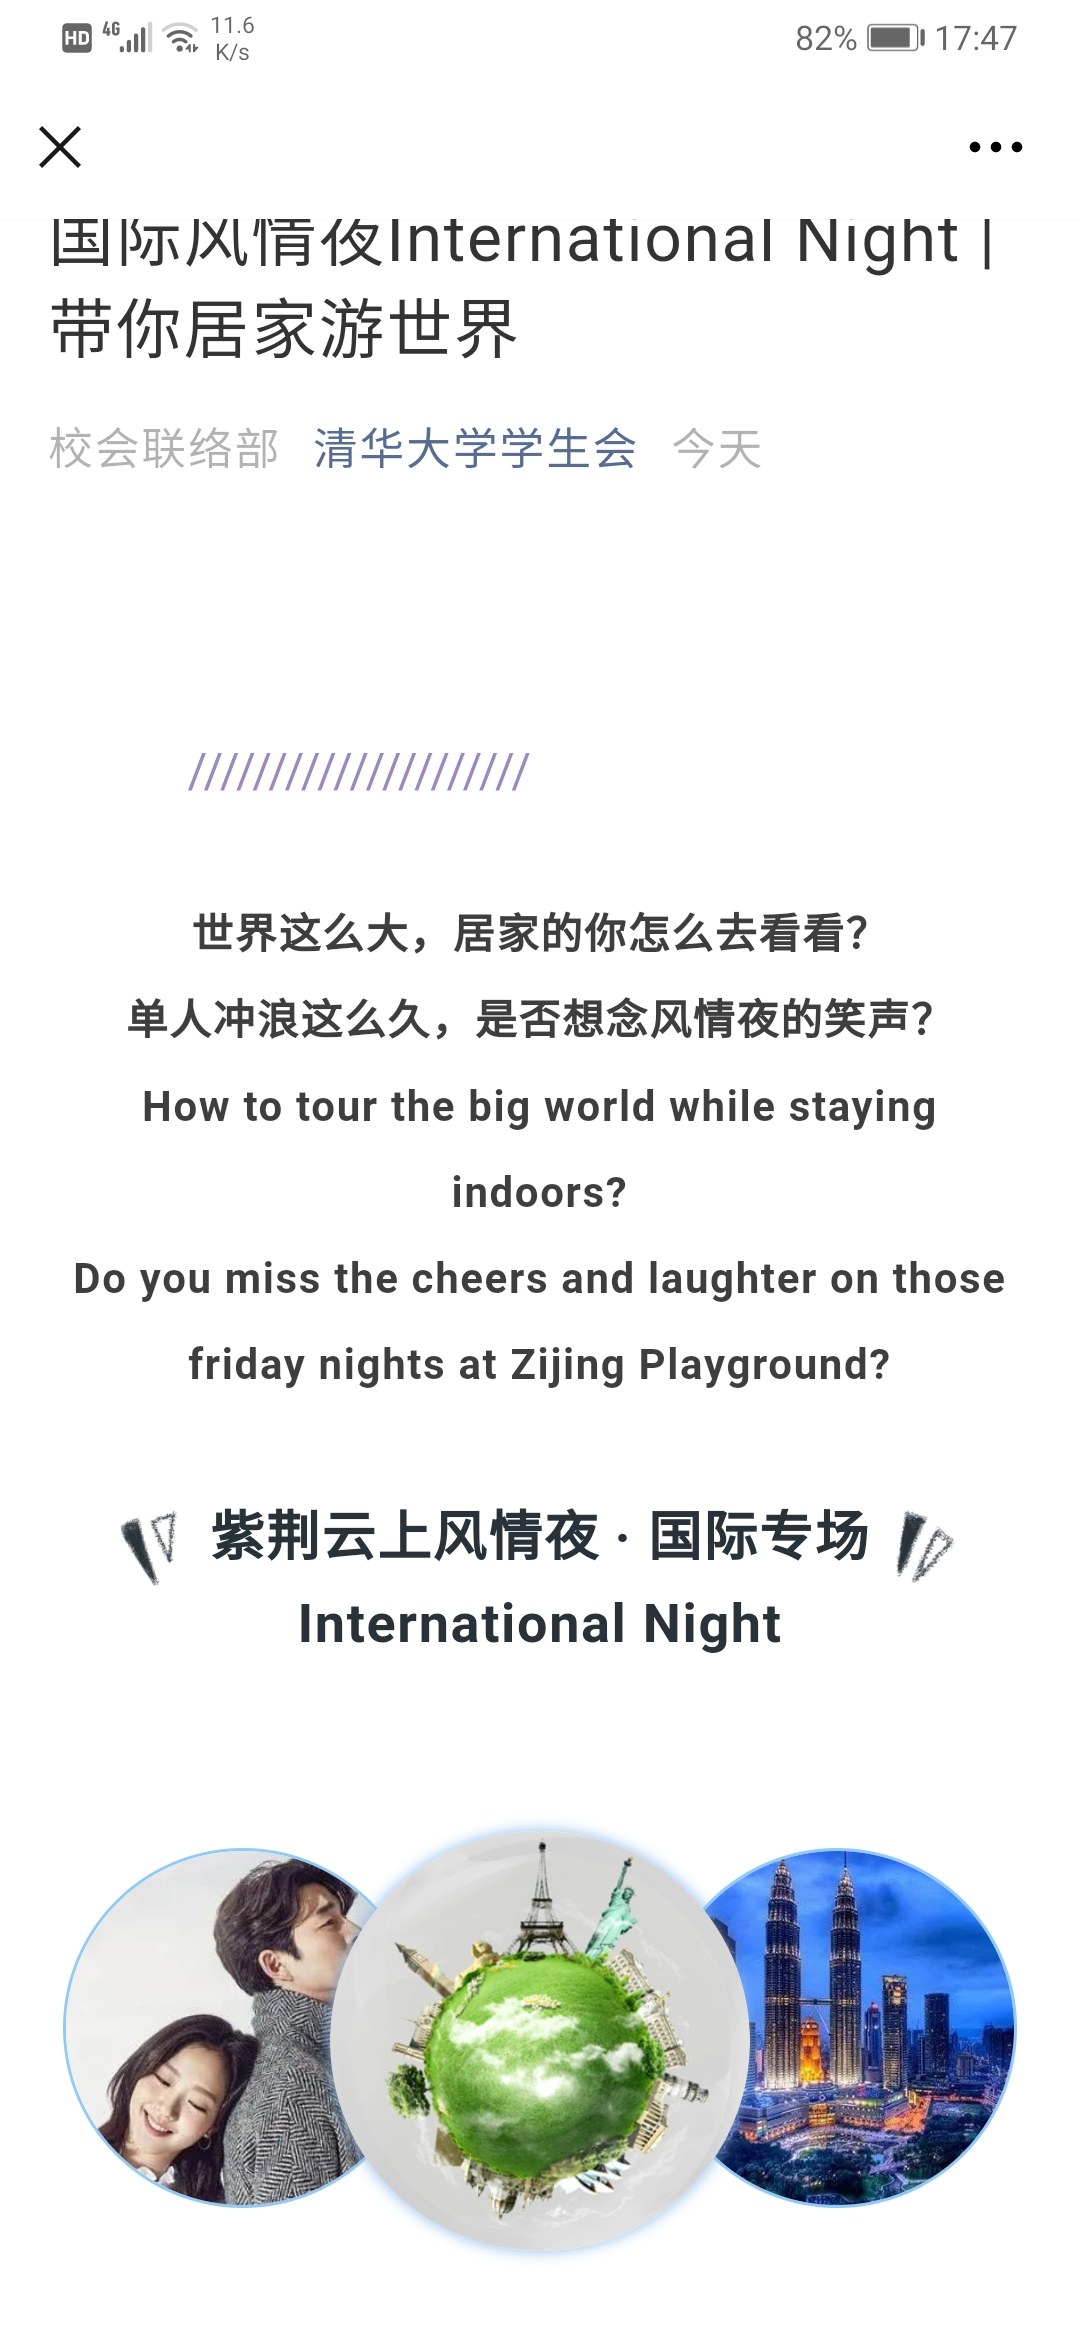 HD 4G 11.6 K/s 82% 17:47
国际风情夜International Night |
带你居家游世界
校会联络部 清华大学学生会 今天
/////////////////////
世界这么大，居家的你怎么去看看？
单人冲浪这么久，是否想念风情夜的笑声？
How to tour the big world while staying
indoors?
Do you miss the cheers and laughter on those
friday nights at Zijing Playground?
紫荆云上风情夜 · 国际专场
International Night